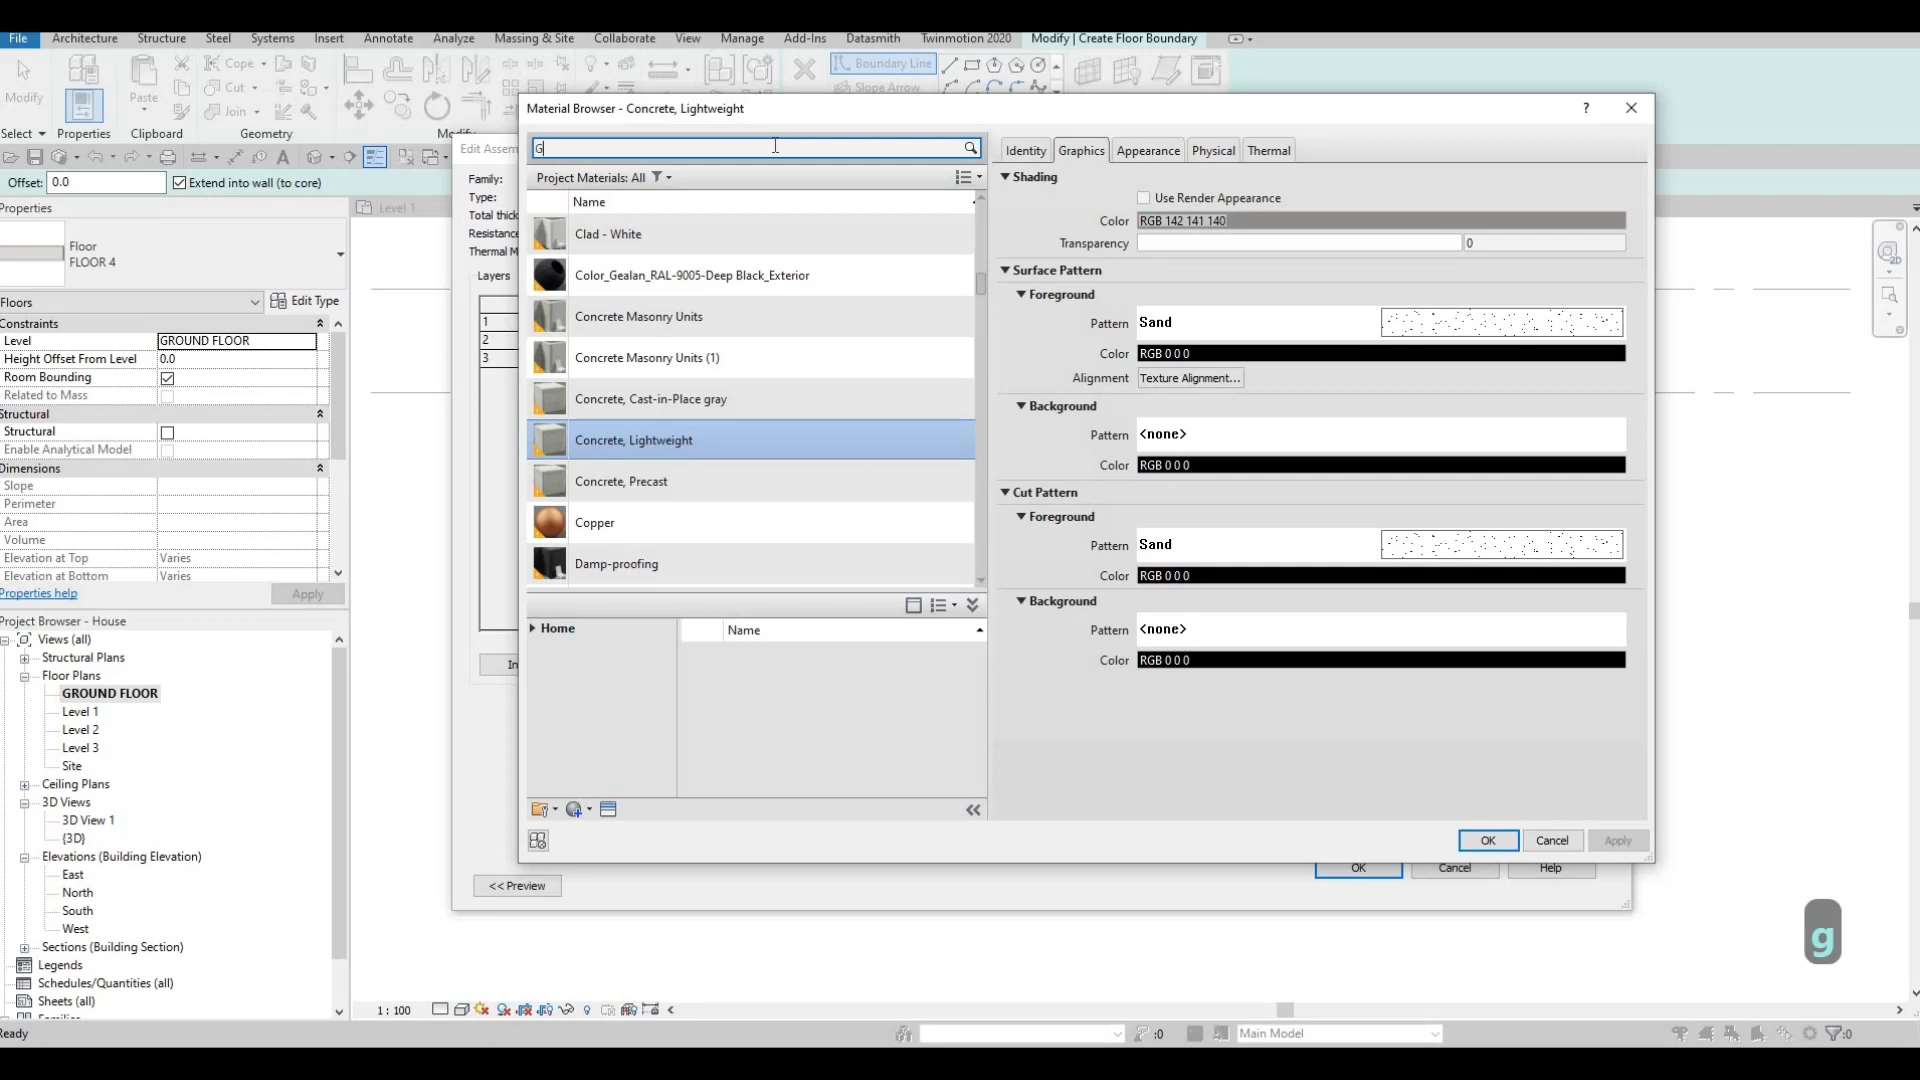 File Architecture Structure Steel Systems Insert Annotate Analyze Massing & Site Collaborate View Manage Add-Ins Datasmith Twinmotion 2020 Modify | Create Floor Boundary
Modify
Paste
Cope
Cut
Join
Boundary Line
Slope Arrow
Select Properties Clipboard Geometry
Offset: 0.0 Extend into wall (to core)
Properties
Level 1
Floor
FLOOR 4
Floors Edit Type
Constraints
Level GROUND FLOOR
Height Offset From Level 0.0
Room Bounding
Related to Mass
Structural
Structural
Enable Analytical Model
Dimensions
Slope
Perimeter
Area
Volume
Elevation at Top Varies
Elevation at Bottom Varies
Properties help Apply
Project Browser - House
Views (all)
Structural Plans
Floor Plans
GROUND FLOOR
Level 1
Level 2
Level 3
Site
Ceiling Plans
3D Views
3D View 1
{3D}
Elevations (Building Elevation)
East
North
South
West
Sections (Building Section)
Legends
Schedules/Quantities (all)
Sheets (all)
Edit Assem
Family:
Type:
Total thick
Resistance
Thermal M
Layers
1
2
3
In
<< Preview
OK Cancel Help
Material Browser - Concrete, Lightweight
?
G
Project Materials: All
Name
Clad - White
Color_Gealan_RAL-9005-Deep Black_Exterior
Concrete Masonry Units
Concrete Masonry Units (1)
Concrete, Cast-in-Place gray
Concrete, Lightweight
Concrete, Precast
Copper
Damp-proofing
Home Name
Identity Graphics Appearance Physical Thermal
Shading
Use Render Appearance
Color RGB 142 141 140
Transparency 0
Surface Pattern
Foreground
Pattern Sand
Color RGB 0 0 0
Alignment Texture Alignment...
Background
Pattern <none>
Color RGB 0 0 0
Cut Pattern
Foreground
Pattern Sand
Color RGB 0 0 0
Background
Pattern <none>
Color RGB 0 0 0
OK Cancel Apply
2D
g
1 : 100
Ready
:0
Main Model
:0